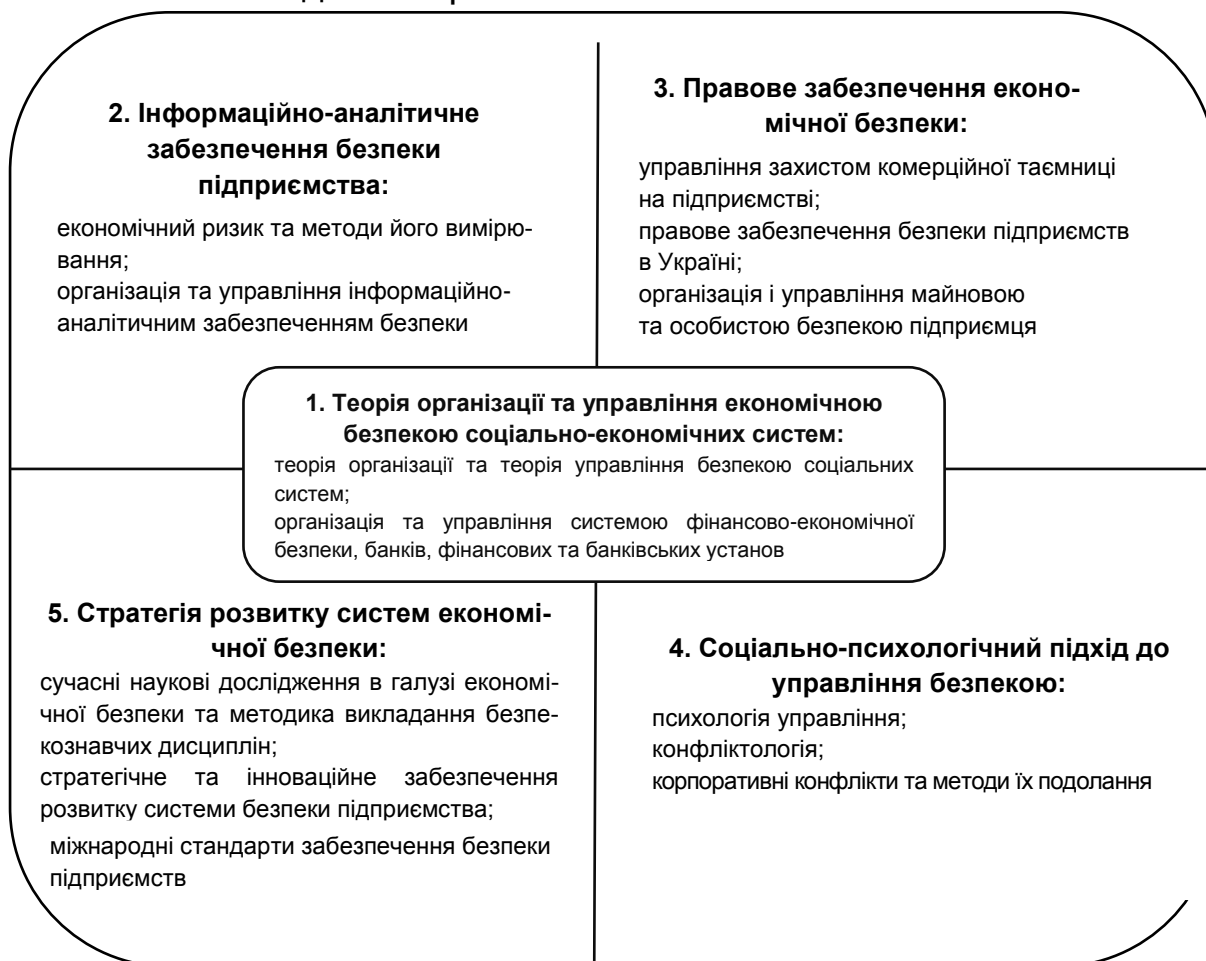 2. Інформаційно-аналітичне
забезпечення безпеки
підприємства:
економічний ризик та методи його вимірю-
вання;
організація та управління інформаційно-
аналітичним забезпеченням безпеки
3. Правове забезпечення еконо-
мічної безпеки:
управління захистом комерційної таємниці
на підприємстві;
правове забезпечення безпеки підприємств
в Україні;
організація і управління майновою
та особистою безпекою підприємця
1. Теорія організації та управління економічною
безпекою соціально-економічних систем:
теорія організації та теорія управління безпекою соціальних
систем;
організація та управління системою фінансово-економічної
безпеки, банків, фінансових та банківських установ
5. Стратегія розвитку систем економі-
чної безпеки:
сучасні наукові дослідження в галузі економі-
чної безпеки та методика викладання безпе-
кознавчих дисциплін;
стратегічне та інноваційне забезпечення
розвитку системи безпеки підприємства;
міжнародні стандарти забезпечення безпеки
підприємств
4. Соціально-психологічний підхід до
управління безпекою:
психологія управління;
конфліктологія;
корпоративні конфлікти та методи їх подолання